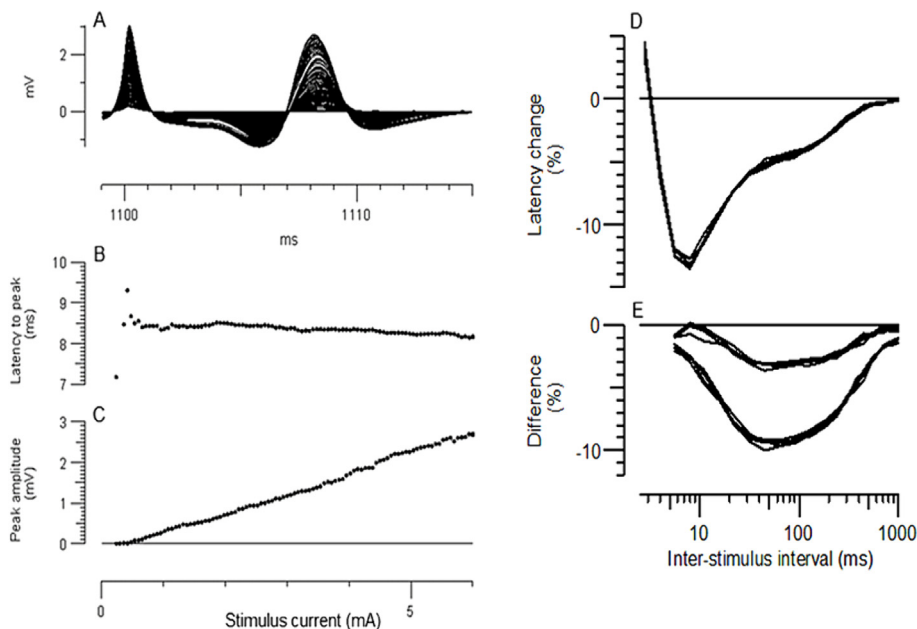 A
2
mV
0
1100
1110
ms
B
10
9
8
7
Latency to peak
(ms)
C
3
2
1
0
Peak amplitude
(mV)
0
5
Stimulus current (mA)
D
0
-10
Latency change
(%)
E
0
-10
Difference
(%)
10
100
1000
Inter-stimulus interval (ms)